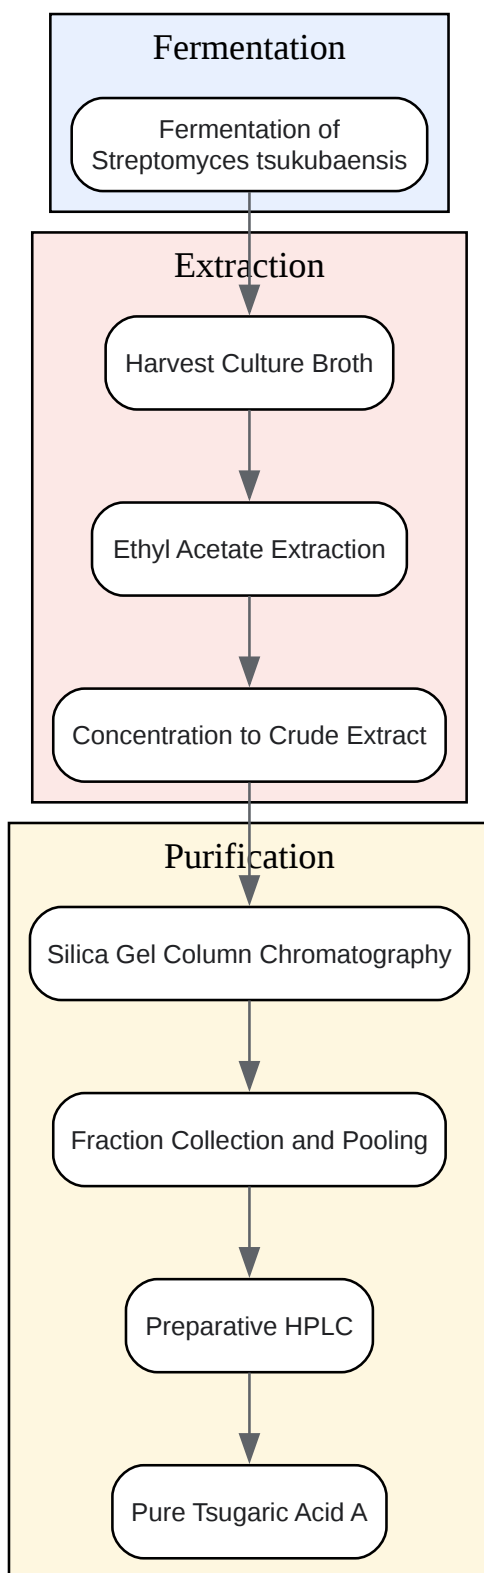 Fermentation
Fermentation of
Streptomyces tsukubaensis
Extraction
Harvest Culture Broth
Ethyl Acetate Extraction
Concentration to Crude Extract
Purification
Silica Gel Column Chromatography
Fraction Collection and Pooling
Preparative HPLC
Pure Tsugaric Acid A